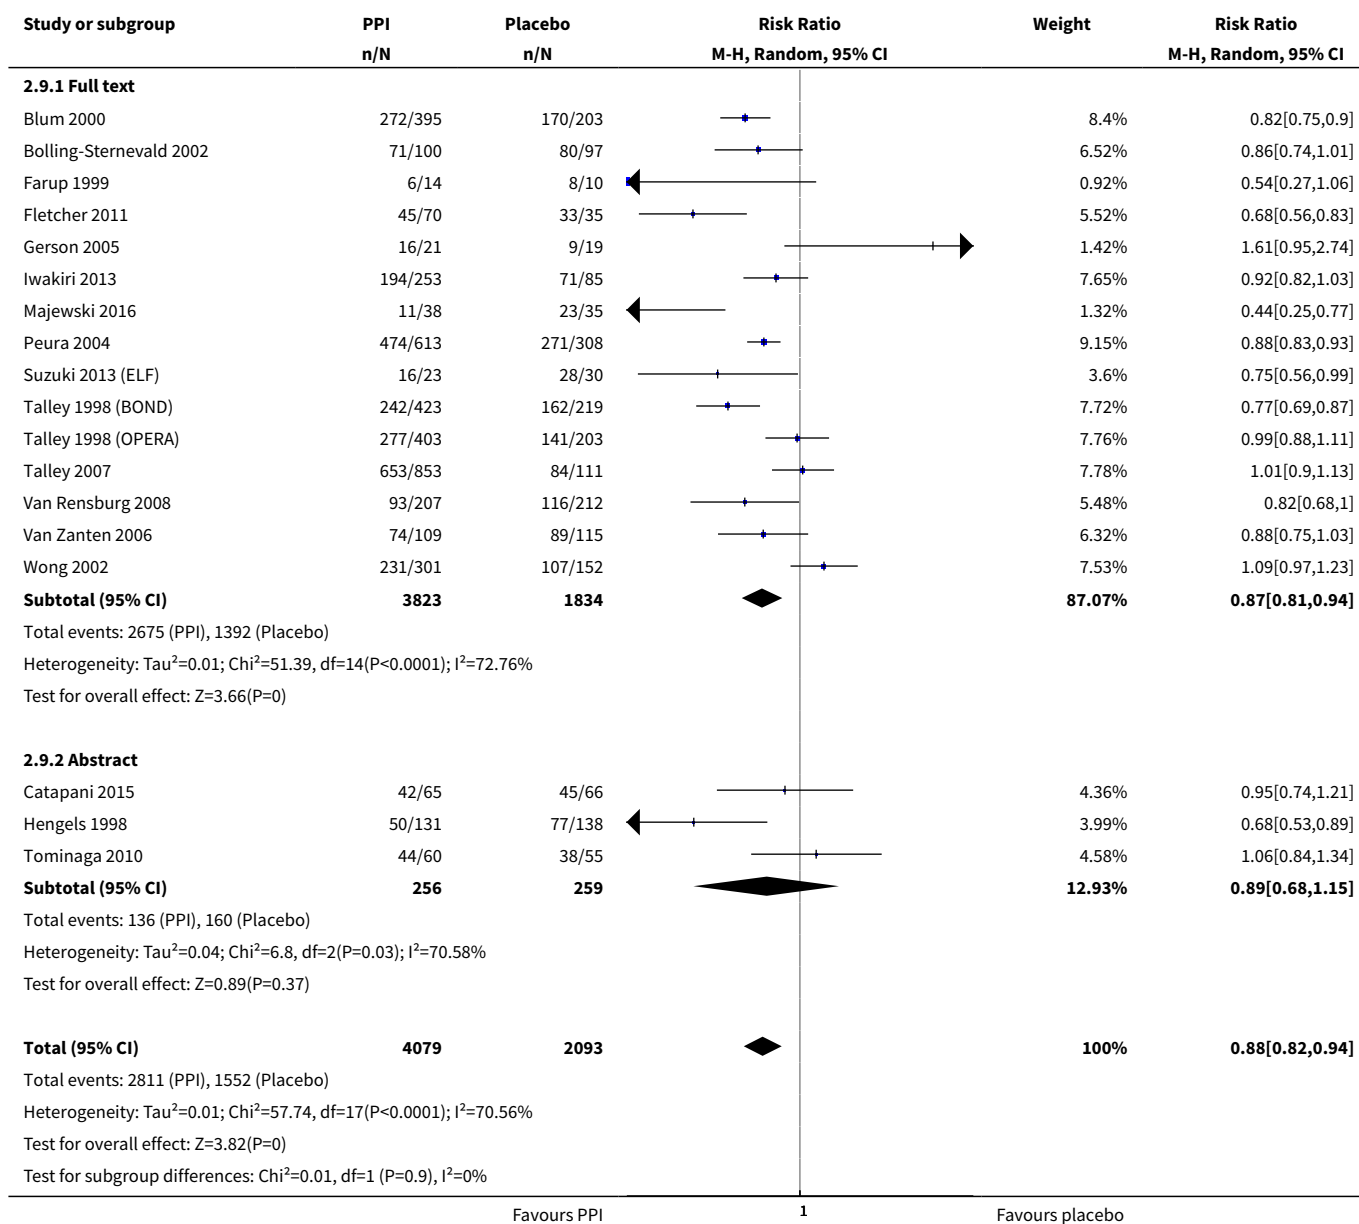 Study or subgroup PPI Placebo Risk Ratio Weight Risk Ratio
n/N n/N M-H, Random, 95% CI M-H, Random, 95% CI
2.9.1 Full text
Blum 2000 272/395 170/203 8.4% 0.82[0.75,0.9]
Bolling-Sternevald 2002 71/100 80/97 6.52% 0.86[0.74,1.01]
Farup 1999 6/14 8/10 0.92% 0.54[0.27,1.06]
Fletcher 2011 45/70 33/35 5.52% 0.68[0.56,0.83]
Gerson 2005 16/21 9/19 1.42% 1.61[0.95,2.74]
Iwakiri 2013 194/253 71/85 7.65% 0.92[0.82,1.03]
Majewski 2016 11/38 23/35 1.32% 0.44[0.25,0.77]
Peura 2004 474/613 271/308 9.15% 0.88[0.83,0.93]
Suzuki 2013 (ELF) 16/23 28/30 3.6% 0.75[0.56,0.99]
Talley 1998 (BOND) 242/423 162/219 7.72% 0.77[0.69,0.87]
Talley 1998 (OPERA) 277/403 141/203 7.76% 0.99[0.88,1.11]
Talley 2007 653/853 84/111 7.78% 1.01[0.9,1.13]
Van Rensburg 2008 93/207 116/212 5.48% 0.82[0.68,1]
Van Zanten 2006 74/109 89/115 6.32% 0.88[0.75,1.03]
Wong 2002 231/301 107/152 7.53% 1.09[0.97,1.23]
Subtotal (95% CI) 3823 1834 87.07% 0.87[0.81,0.94]
Total events: 2675 (PPI), 1392 (Placebo)
Heterogeneity: Tau²=0.01; Chi²=51.39, df=14(P<0.0001); I²=72.76%
Test for overall effect: Z=3.66(P=0)
2.9.2 Abstract
Catapani 2015 42/65 45/66 4.36% 0.95[0.74,1.21]
Hengels 1998 50/131 77/138 3.99% 0.68[0.53,0.89]
Tominaga 2010 44/60 38/55 4.58% 1.06[0.84,1.34]
Subtotal (95% CI) 256 259 12.93% 0.89[0.68,1.15]
Total events: 136 (PPI), 160 (Placebo)
Heterogeneity: Tau²=0.04; Chi²=6.8, df=2(P=0.03); I²=70.58%
Test for overall effect: Z=0.89(P=0.37)
Total (95% CI) 4079 2093 100% 0.88[0.82,0.94]
Total events: 2811 (PPI), 1552 (Placebo)
Heterogeneity: Tau²=0.01; Chi²=57.74, df=17(P<0.0001); I²=70.56%
Test for overall effect: Z=3.82(P=0)
Test for subgroup differences: Chi²=0.01, df=1 (P=0.9), I²=0%
Favours PPI 1 Favours placebo